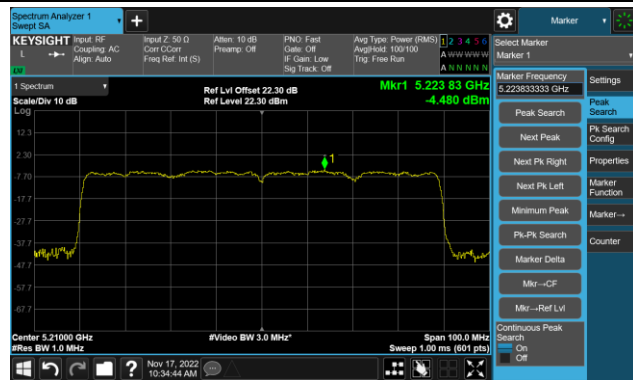 Spectrum Analyzer 1
Swept SA
Marker
KEYSIGHT
L
Input: RF
Coupling: AC
Align: Auto
Input Z: 50 Ω
Corr CCorr
Freq Ref: Int (S)
Atten: 10 dB
Preamp: Off
PNO: Fast
Gate: Off
IF Gain: Low
Sig Track: Off
Avg Type: Power (RMS)
Avg|Hold: 100/100
Trig: Free Run
1 2 3 4 5 6
A W W W W W
A N N N N N
Select Marker
Marker 1
1 Spectrum
Scale/Div 10 dB
Log
Ref Lvl Offset 22.30 dB
Ref Level 22.30 dBm
Mkr1 5.223 83 GHz
-4.480 dBm
12.3
2.30
-7.70
-17.7
-27.7
-37.7
-47.7
-57.7
-67.7
1
Center 5.21000 GHz
#Res BW 1.0 MHz
#Video BW 3.0 MHz*
Span 100.0 MHz
Sweep 1.00 ms (601 pts)
Marker Frequency
5.223833333 GHz
Peak Search
Next Peak
Next Pk Right
Next Pk Left
Minimum Peak
Pk-Pk Search
Marker Delta
Mkr→CF
Mkr→Ref Lvl
Continuous Peak
Search
On
Off
Settings
Peak
Search
Pk Search
Config
Properties
Marker
Function
Marker→
Counter
?
Nov 17, 2022
10:34:44 AM